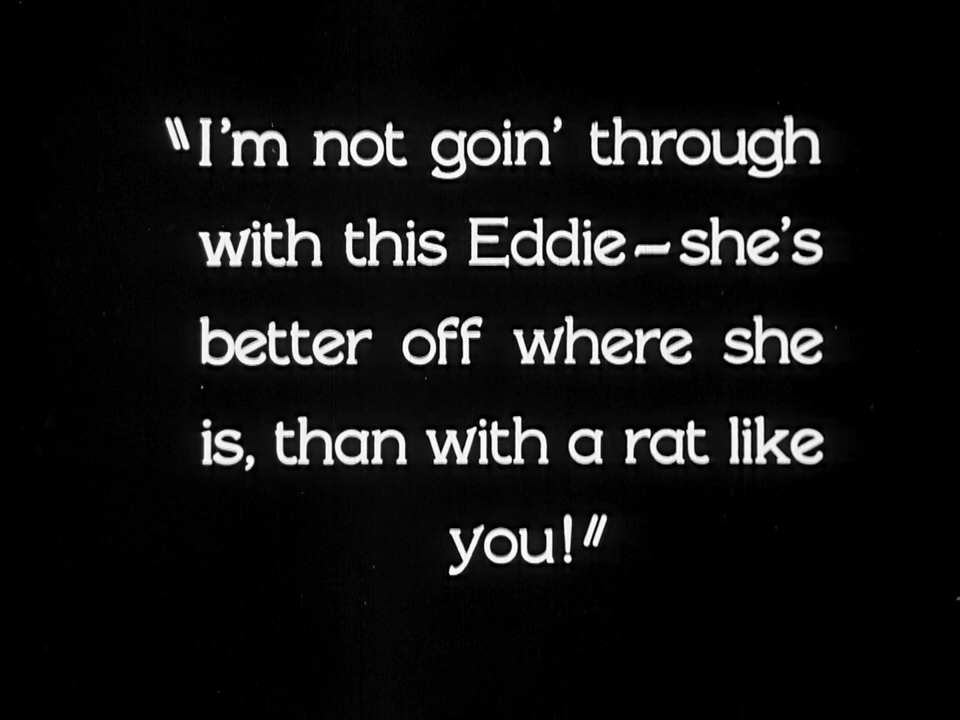 "I'm not goin' through
with this Eddie—she's
better off where she
is, than with a rat like
you!"